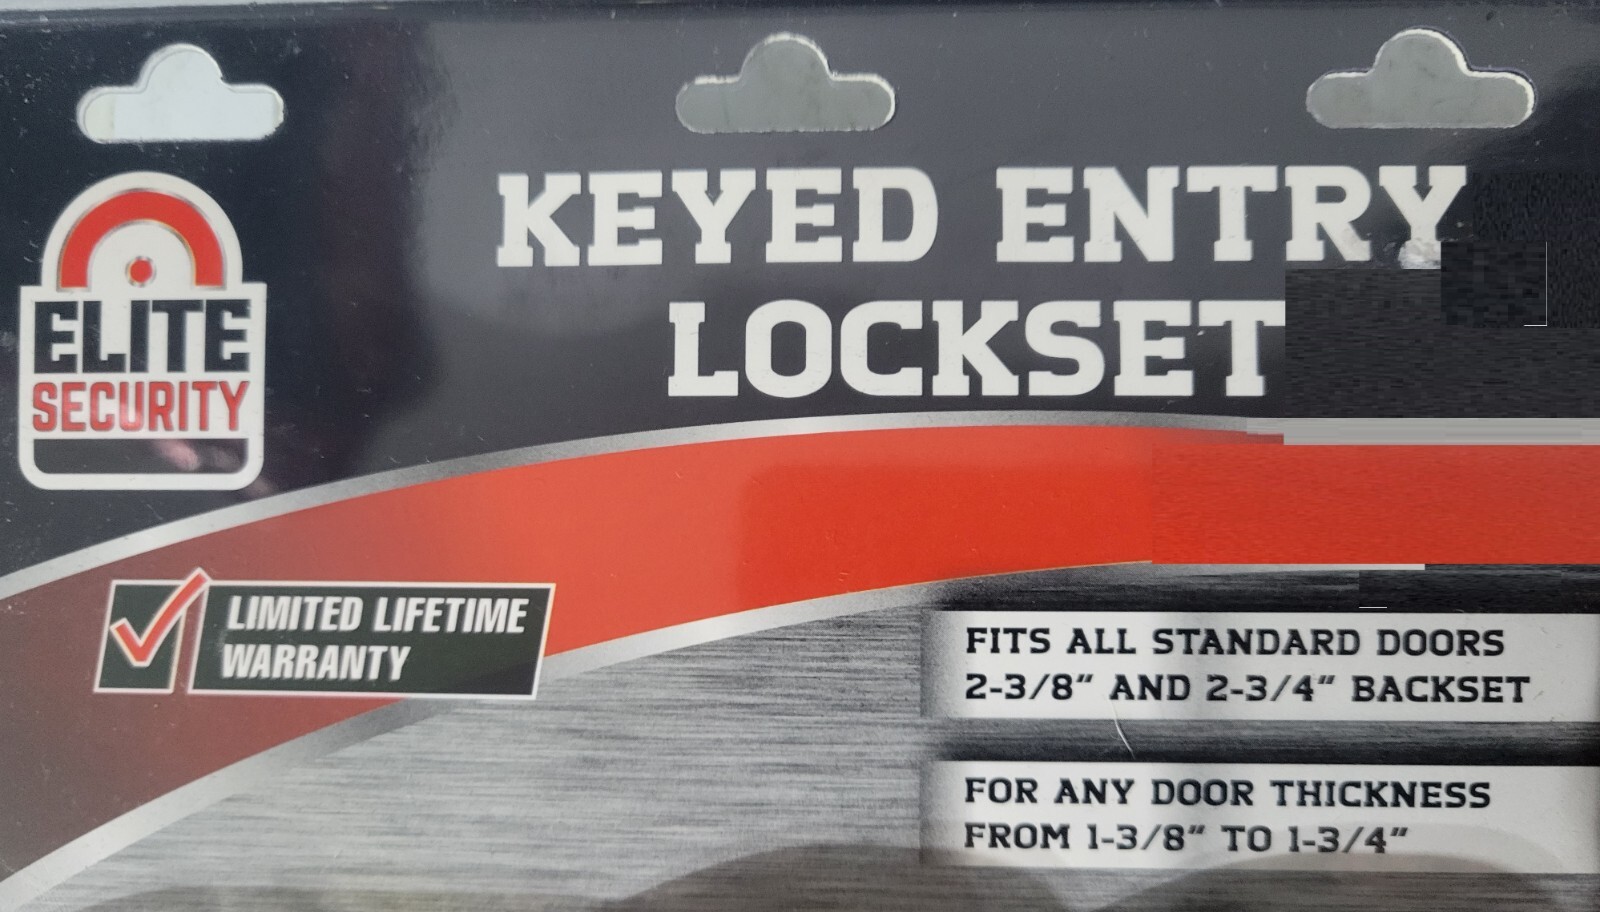 KEYED ENTRY
LOCKSET
ELITE
SECURITY
LIMITED LIFETIME
WARRANTY
FITS ALL STANDARD DOORS
2-3/8” AND 2-3/4” BACKSET
FOR ANY DOOR THICKNESS
FROM 1-3/8” TO 1-3/4”